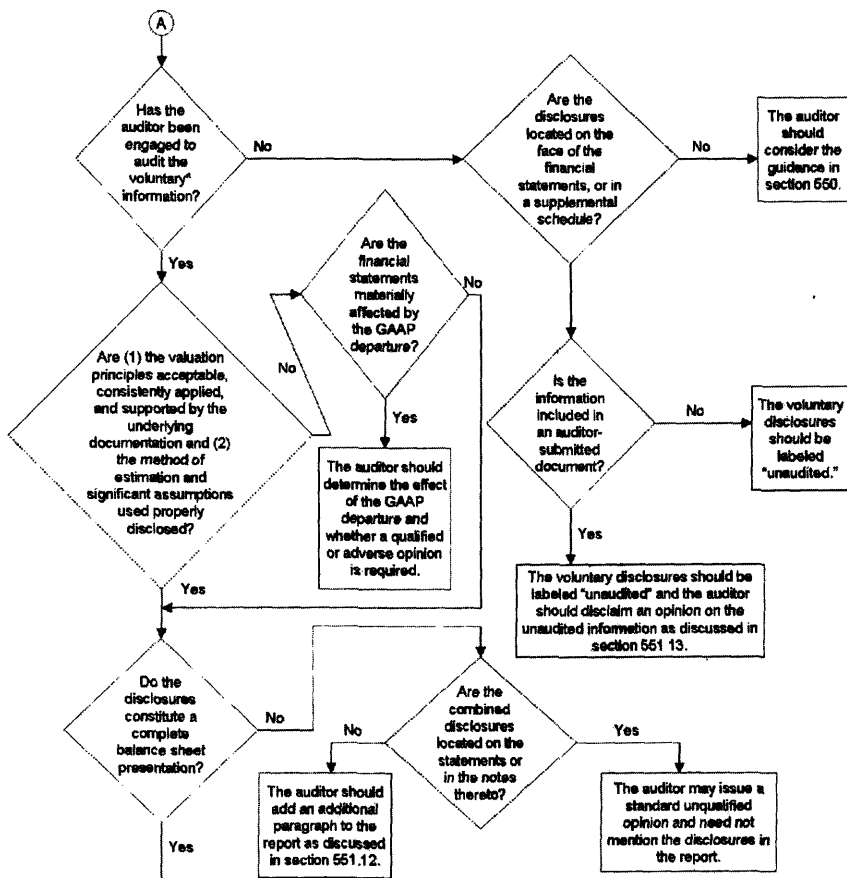 A
Has the
auditor been
engaged to
audit the
voluntary*
information?
No
Yes
Are the
disclosures
located on the
face of the
financial
statements, or in
a supplemental
schedule?
No
The auditor
should
consider the
guidance in
section 550.
Are the
financial
statements
materially
affected by
the GAAP
departure?
No
Yes
Are (1) the valuation
principles acceptable,
consistently applied,
and supported by the
underlying
documentation and (2)
the method of
estimation and
significant assumptions
used properly
disclosed?
No
Yes
The auditor should
determine the effect
of the GAAP
departure and
whether a qualified
or adverse opinion
is required.
Is the
information
included in
an auditor-
submitted
document?
No
The voluntary
disclosures
should be
labeled
"unaudited."
Yes
The voluntary disclosures should be
labeled "unaudited" and the auditor
should disclaim an opinion on the
unaudited information as discussed in
section 551.13.
Do the
disclosures
constitute a
complete
balance sheet
presentation?
No
Yes
Are the
combined
disclosures
located on the
statements or
in the notes
thereto?
No
The auditor should
add an additional
paragraph to the
report as discussed
in section 551.12.
Yes
The auditor may issue a
standard unqualified
opinion and need not
mention the disclosures in
the report.